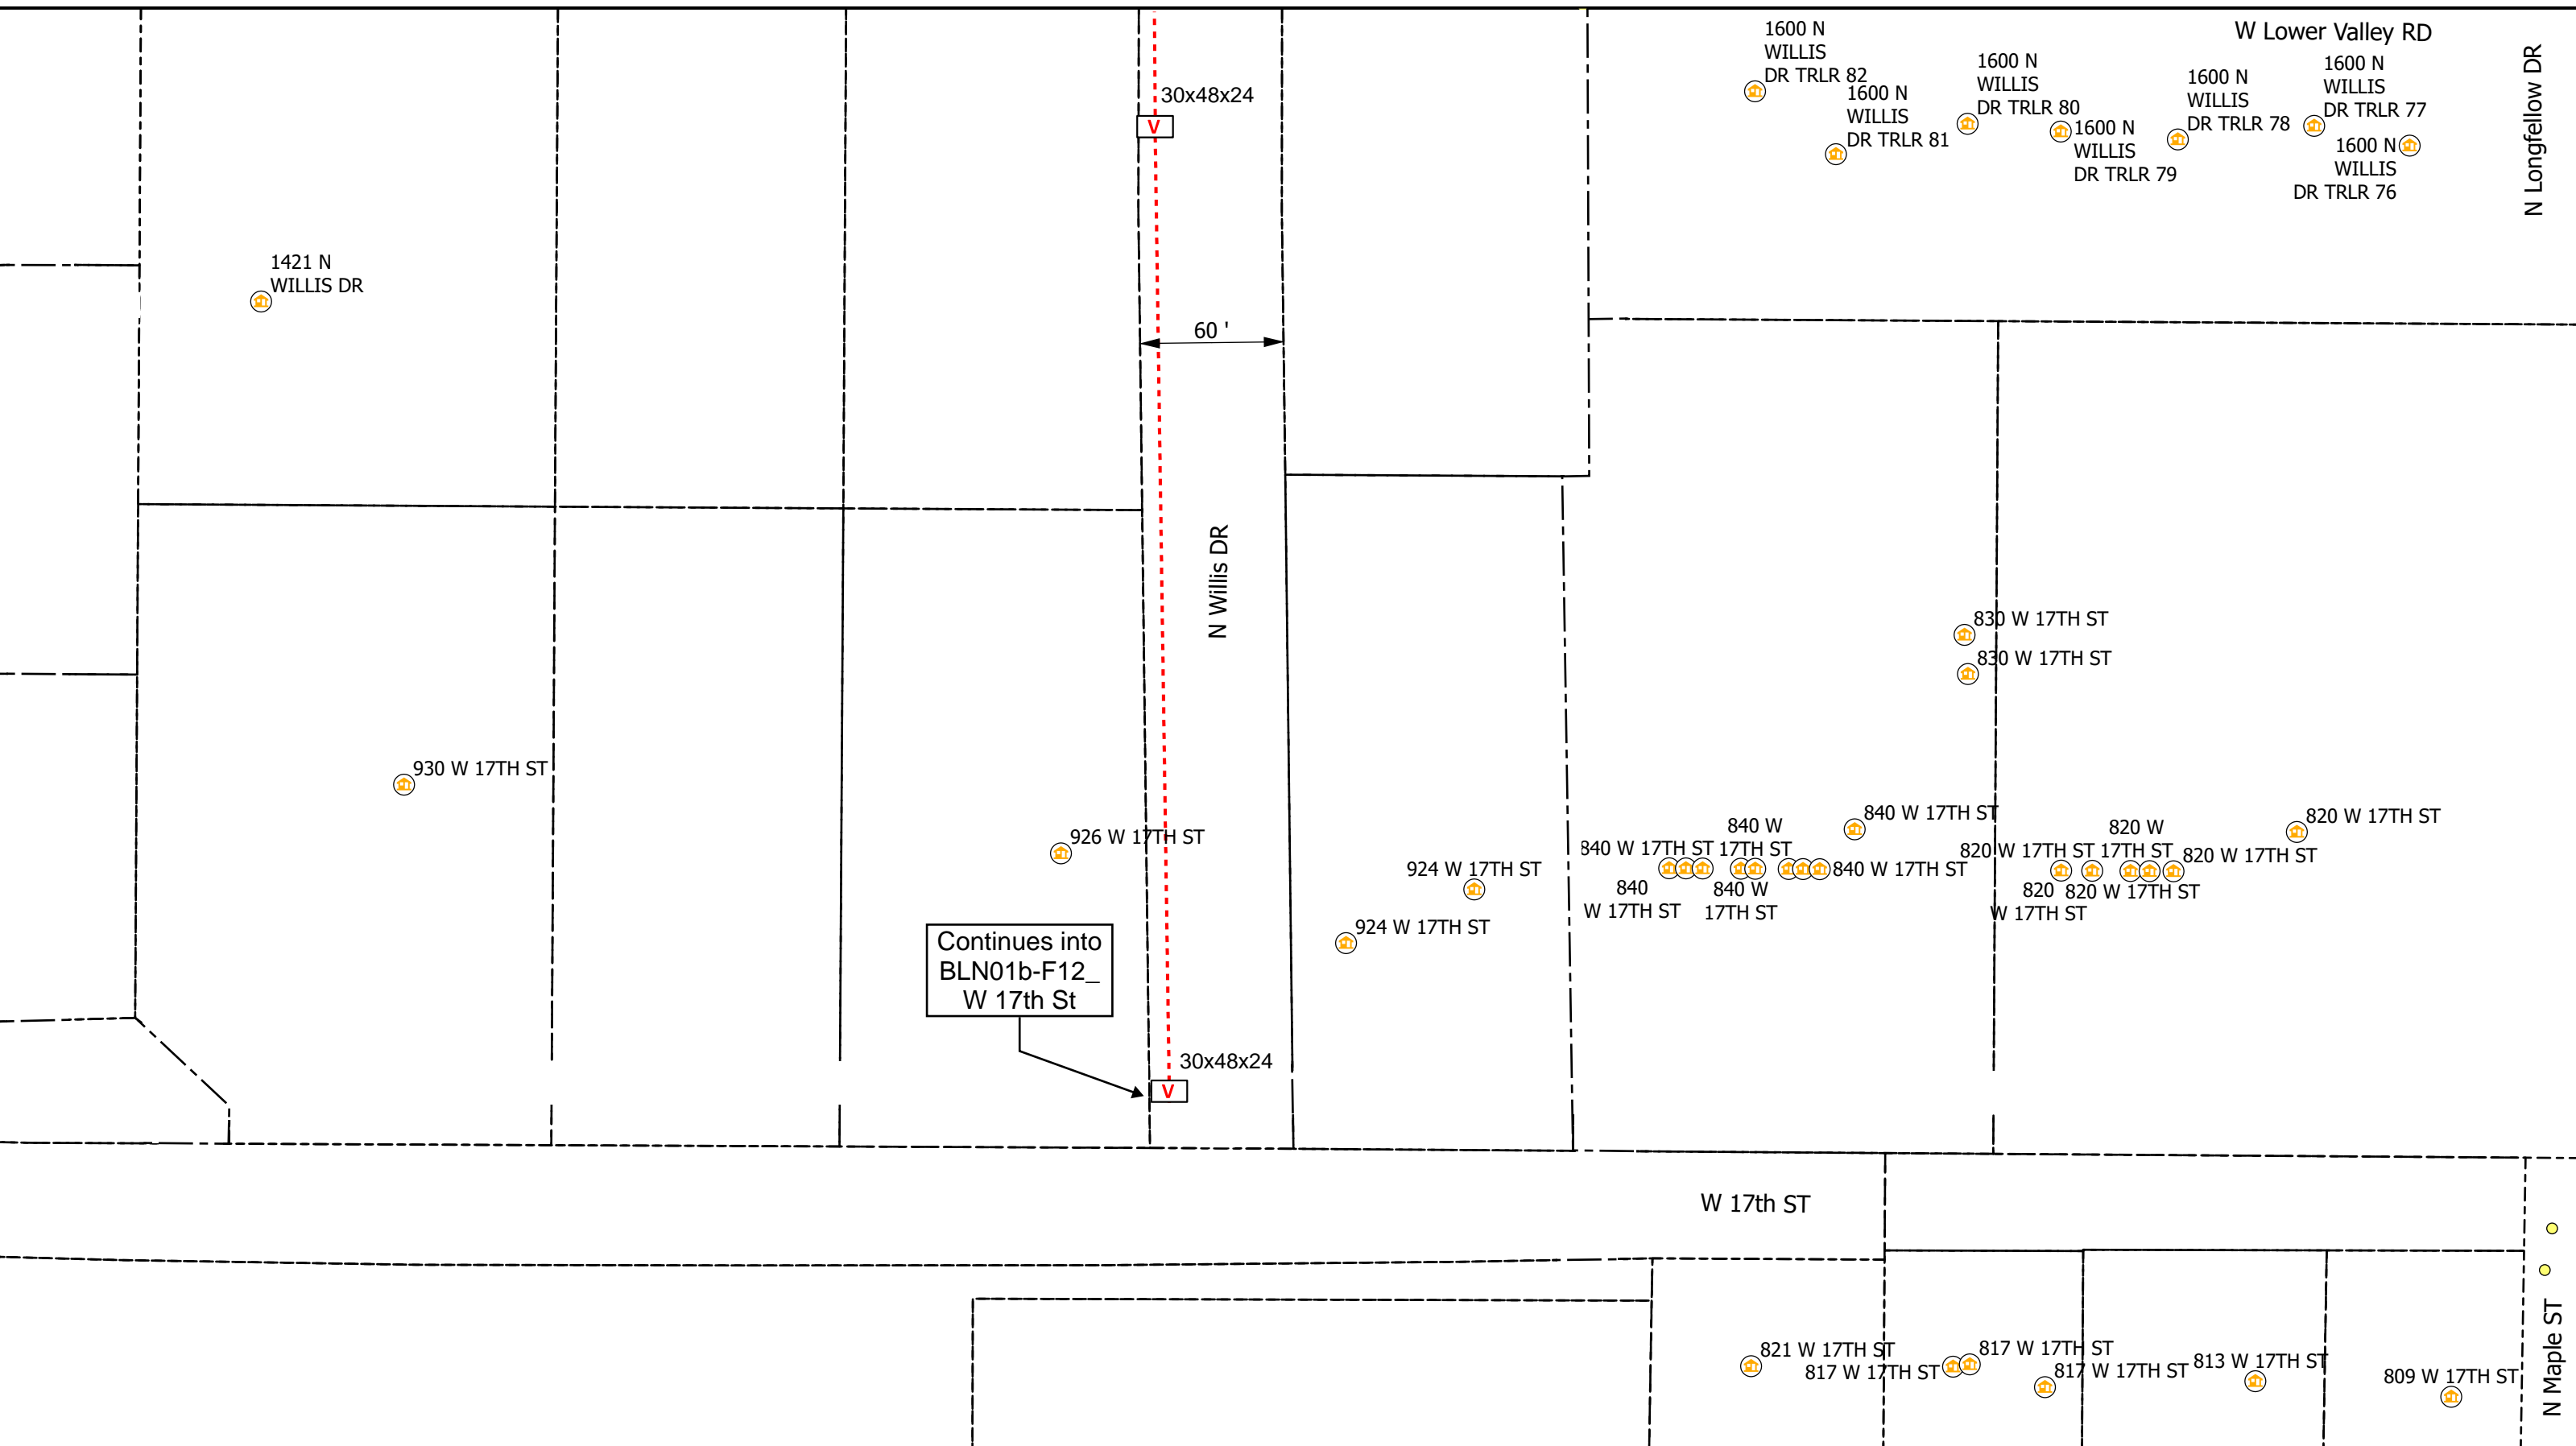 W Lower Valley RD
1600 N
WILLIS
DR TRLR 82
1600 N
WILLIS
DR TRLR 81
1600 N
WILLIS
DR TRLR 80
1600 N
WILLIS
DR TRLR 79
1600 N
WILLIS
DR TRLR 78
1600 N
WILLIS
DR TRLR 77
1600 N
WILLIS
DR TRLR 76
N Longfellow DR
30x48x24
V
1421 N
WILLIS DR
60 '
N Willis DR
830 W 17TH ST
830 W 17TH ST
930 W 17TH ST
926 W 17TH ST
924 W 17TH ST
924 W 17TH ST
840 W 17TH ST
840 W
17TH ST
840 W 17TH ST
840 W 17TH ST
840
W 17TH ST
840 W
17TH ST
820 W 17TH ST
820 W
17TH ST
820 W 17TH ST
820 W 17TH ST
820
W 17TH ST
820 W 17TH ST
Continues into
BLN01b-F12_
W 17th St
30x48x24
V
W 17th ST
821 W 17TH ST
817 W 17TH ST
817 W 17TH ST
817 W 17TH ST
813 W 17TH ST
809 W 17TH ST
N Maple ST